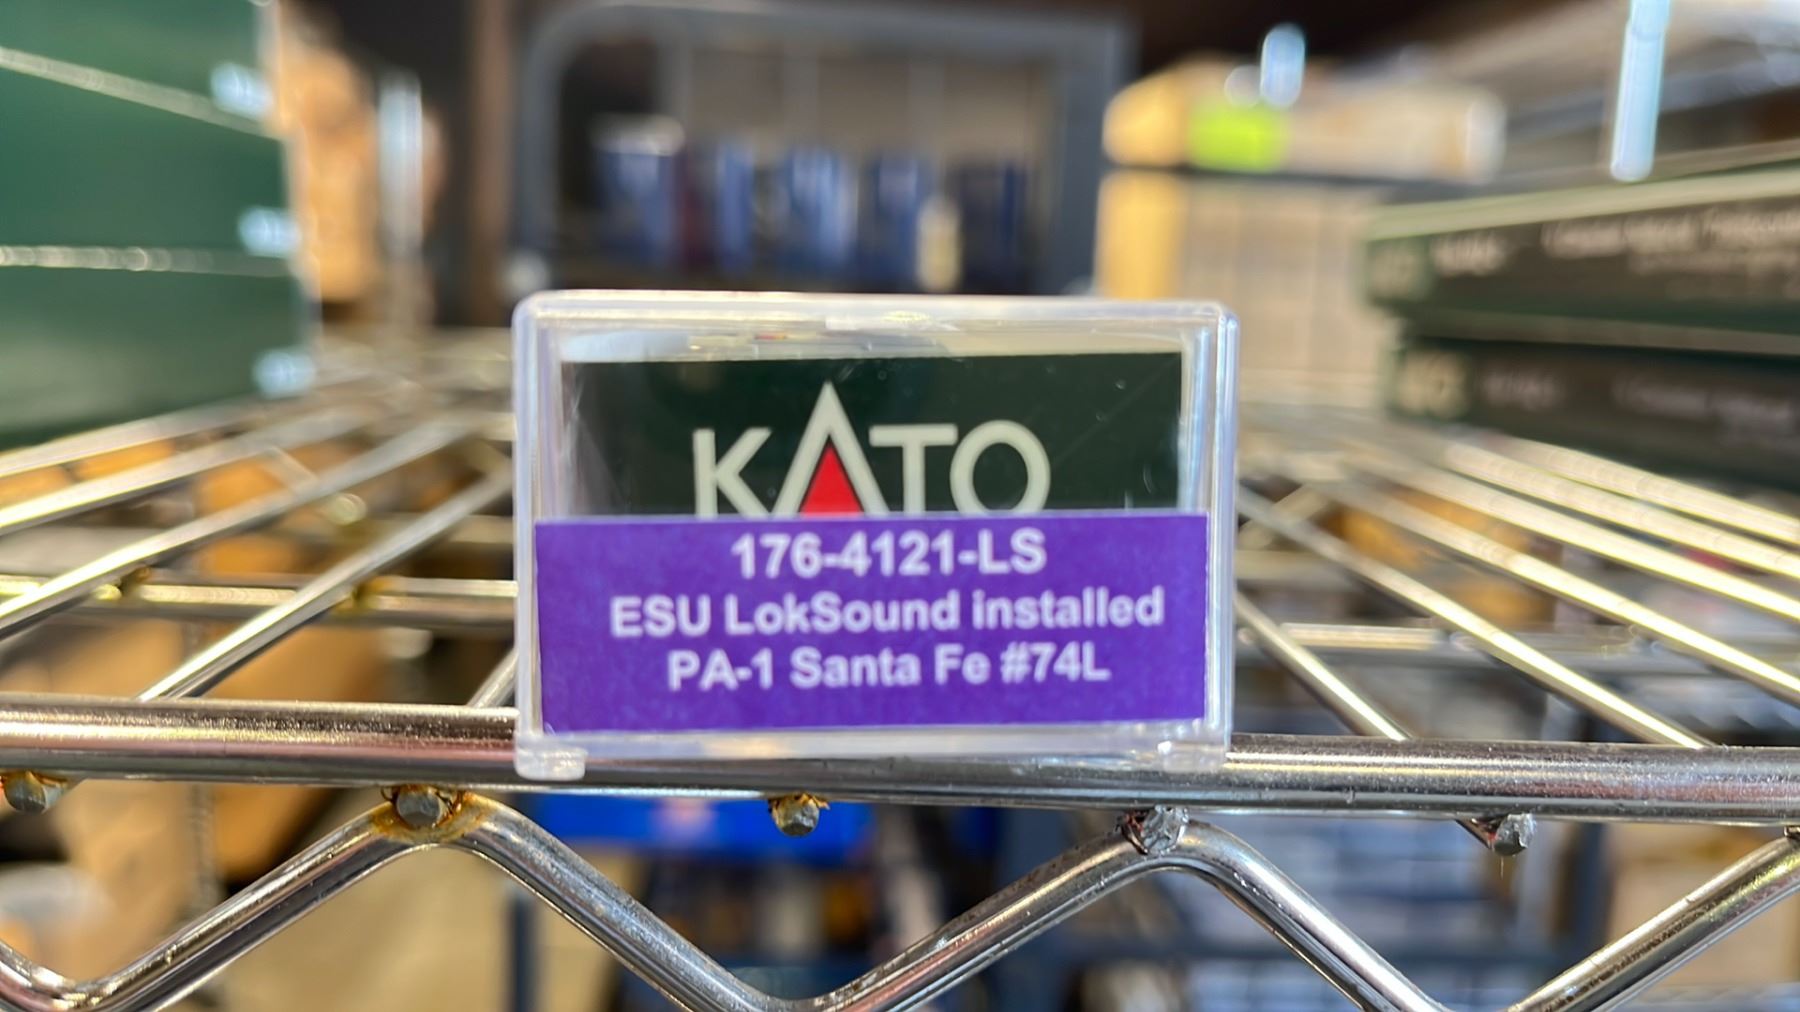 KATO
176-4121-LS
ESU LokSound installed
PA-1 Santa Fe #74L